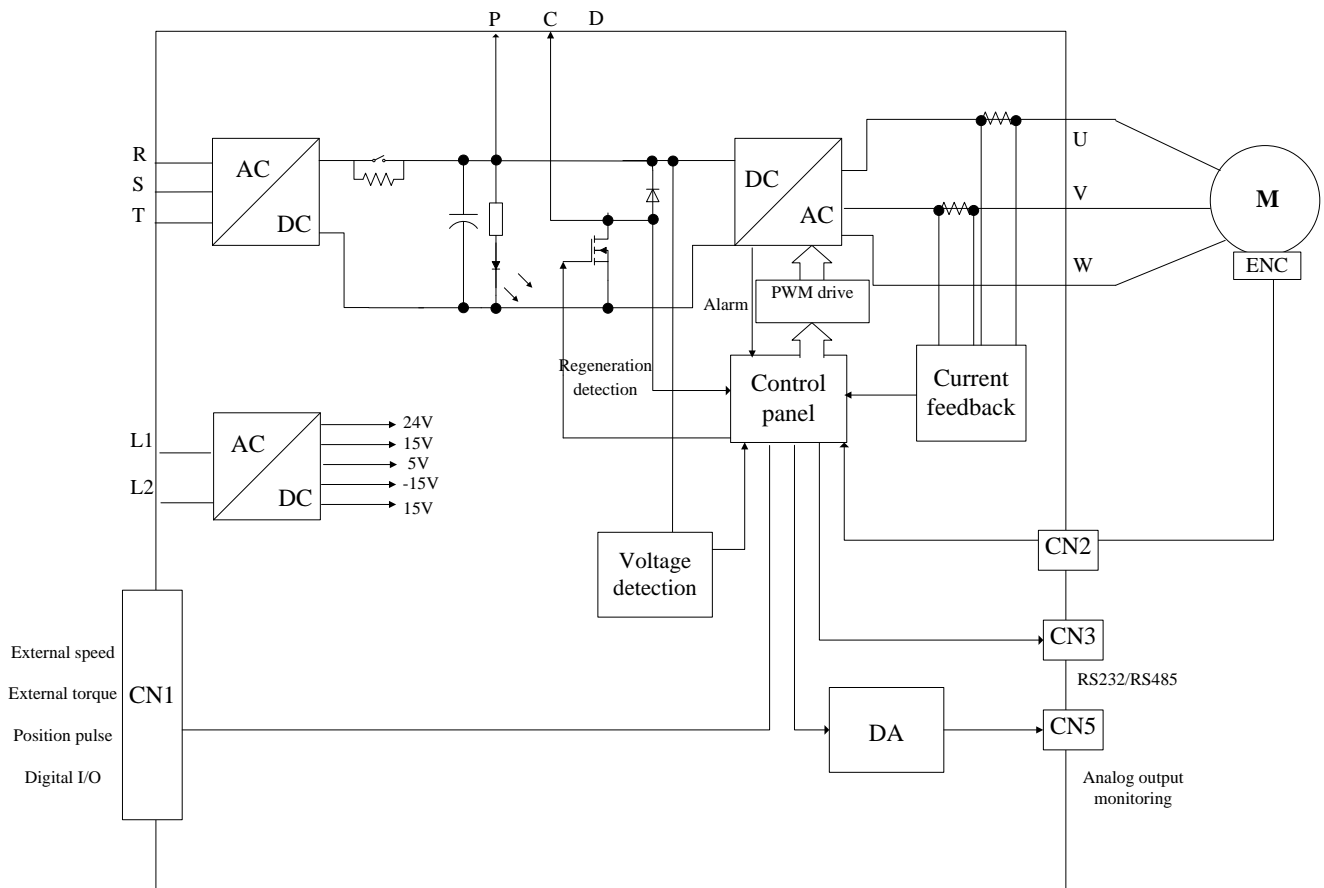 P C D
R
S
T
AC
DC
DC
AC
U
V
W
M
ENC
Alarm
PWM drive
Regeneration
detection
Control
panel
Current
feedback
L1
L2
AC
DC
24V
15V
5V
-15V
15V
Voltage
detection
CN2
CN3
RS232/RS485
CN1
External speed
External torque
Position pulse
Digital I/O
DA
CN5
Analog output
monitoring